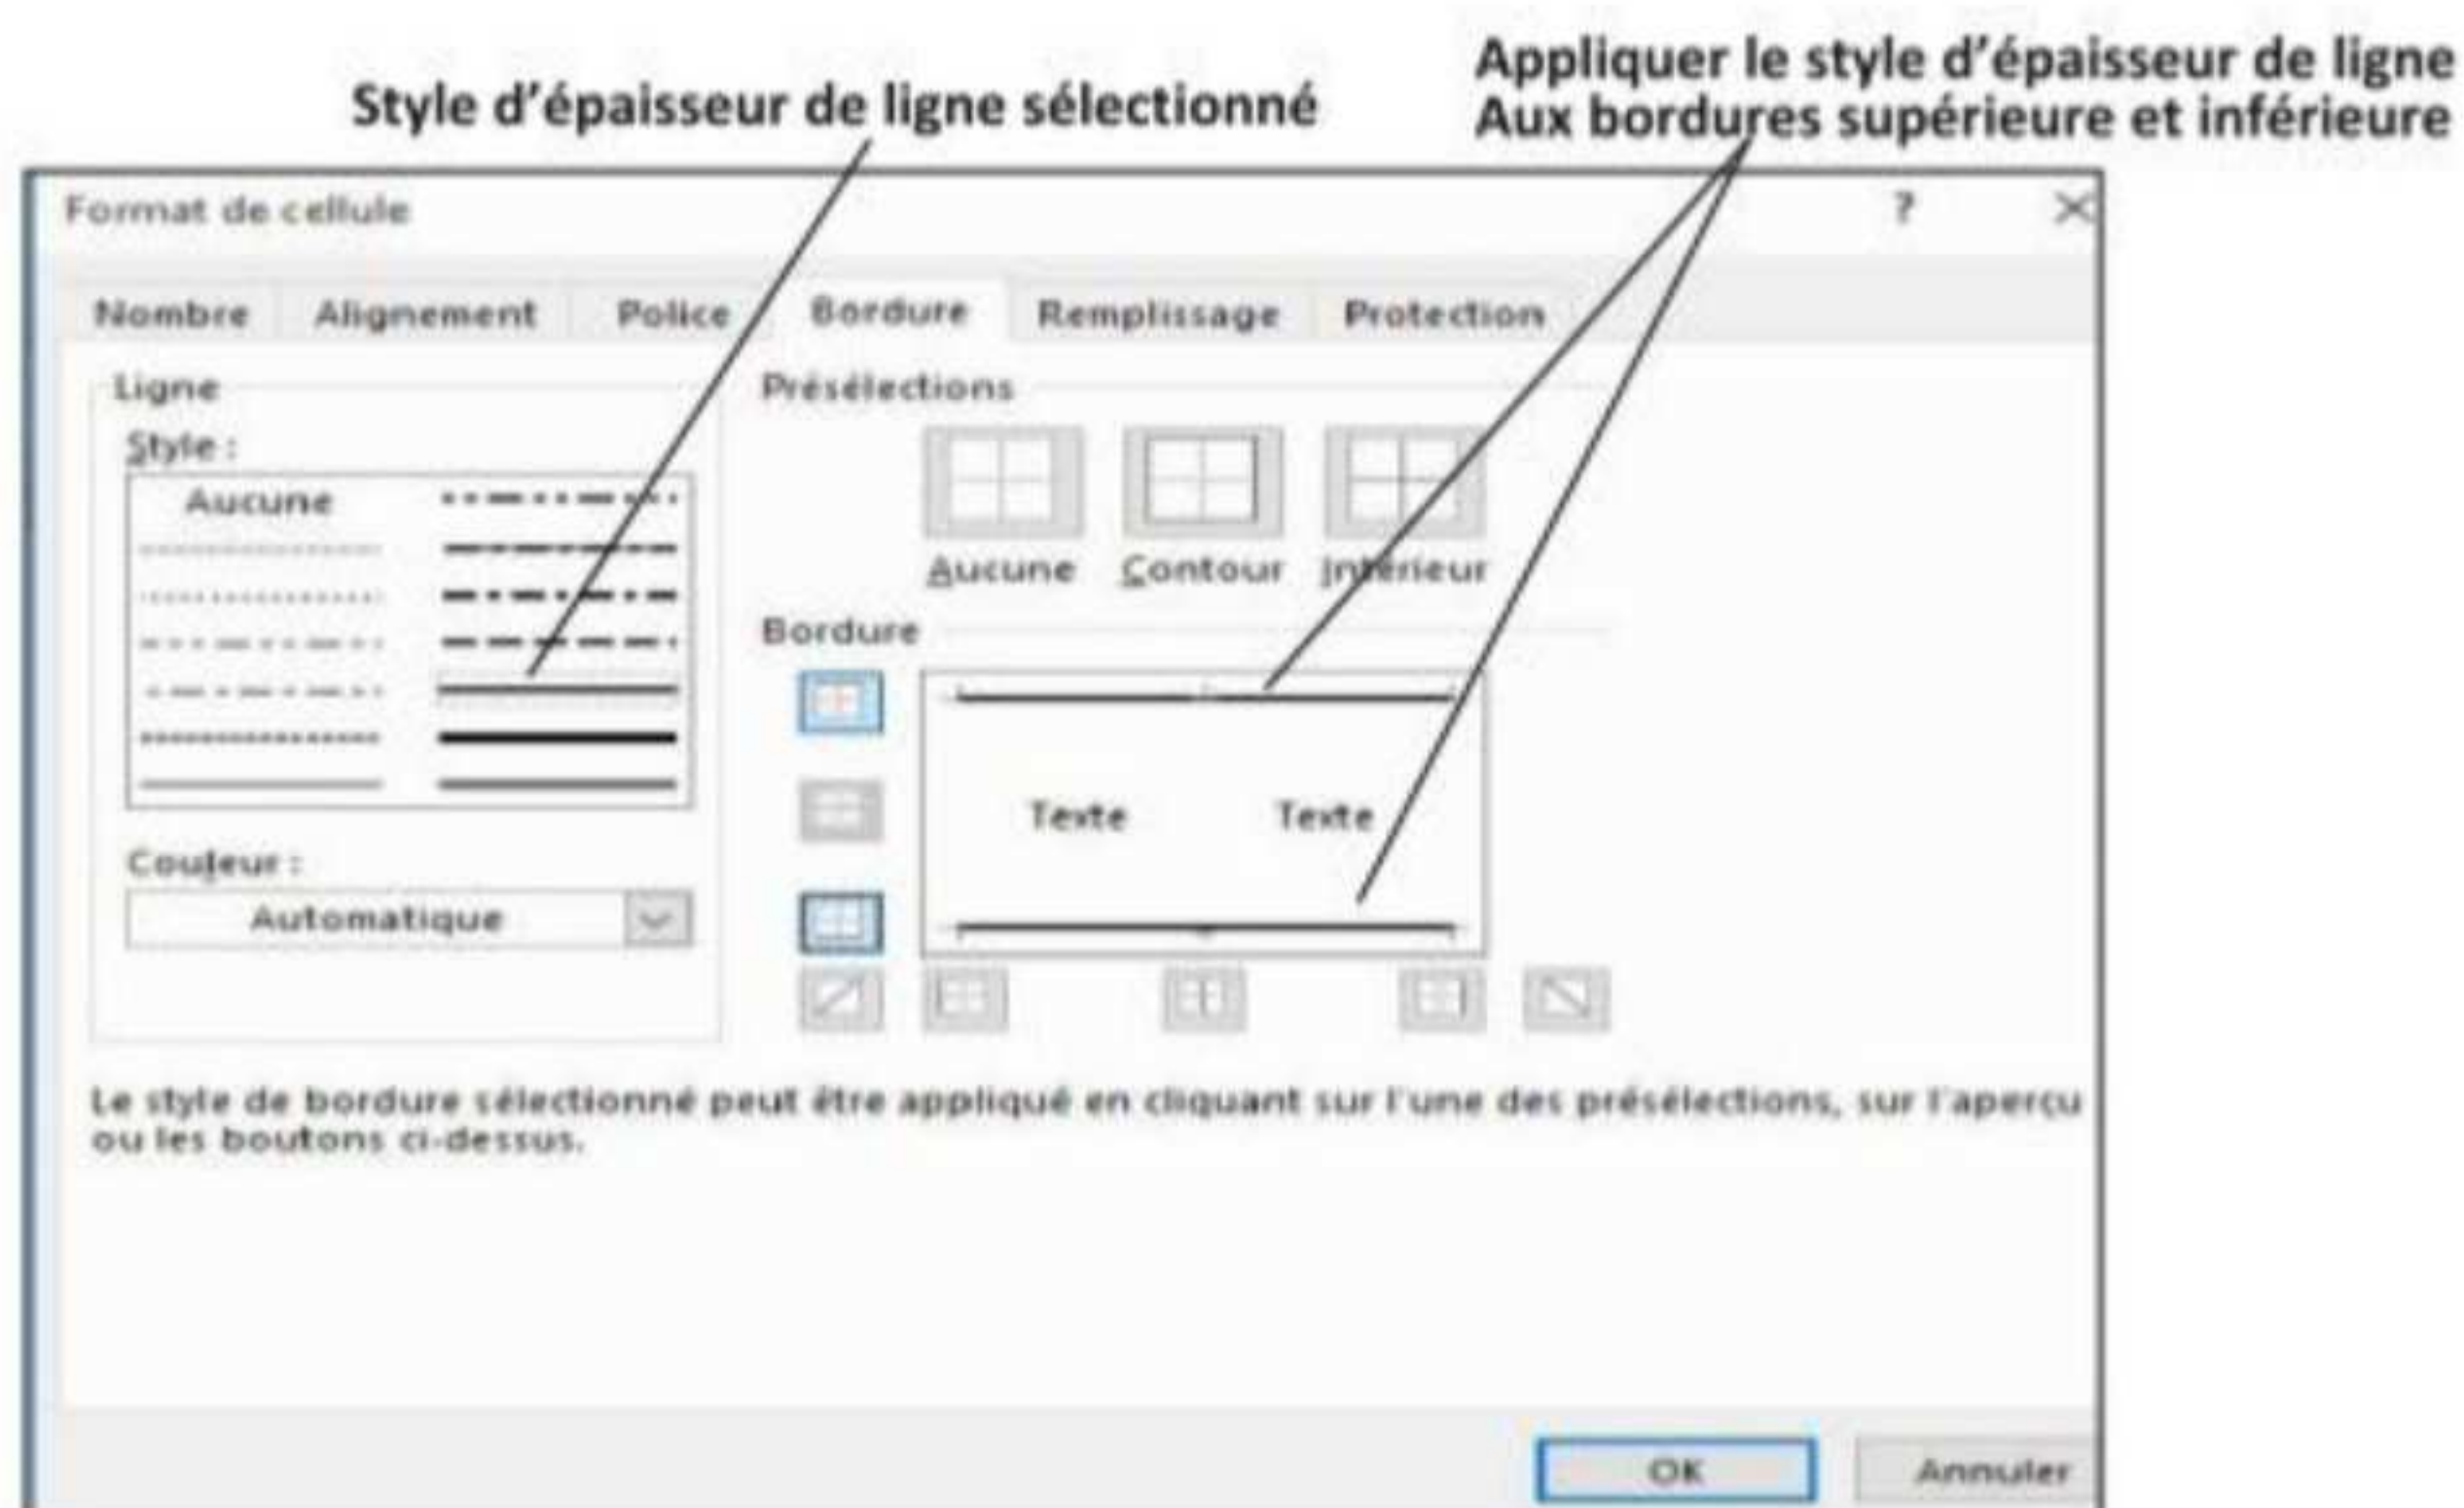 Style d'épaisseur de ligne sélectionné
Appliquer le style d'épaisseur de ligne
Aux bordures supérieure et inférieure
Format de cellule
?
Nombre
Alignement
Police
Bordure
Remplissage
Protection
Ligne
Style :
Aucune
Couleur :
Automatique
Présélections
Aucune
Contour
Intérieur
Bordure
Texte
Texte
Le style de bordure sélectionné peut être appliqué en cliquant sur l'une des présélections, sur l'aperçu
ou les boutons ci-dessus.
OK
Annuler